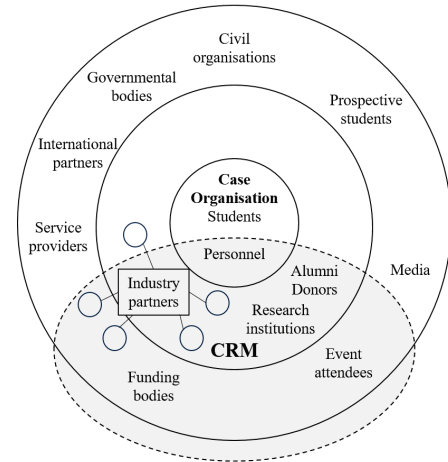 Civil
organisations
Governmental
bodies
Prospective
students
International
partners
Case
Organisation
Students
Service
providers
Personnel
Media
Alumni
Donors
Industry
partners
Research
institutions
CRM
Event
attendees
Funding
bodies